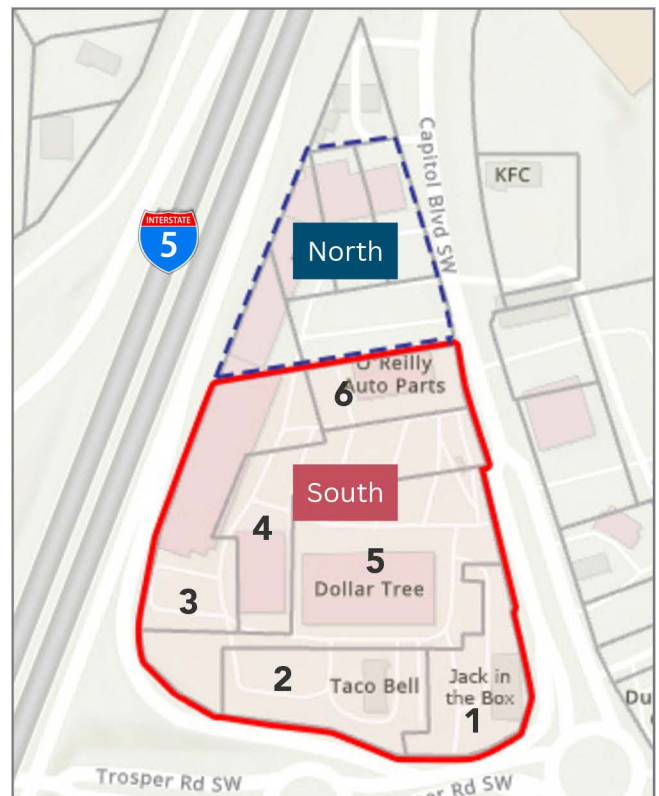 Capitol Blvd SW
KFC
INTERSTATE
5
North
O'Reilly
Auto Parts
6
South
4
5
Dollar Tree
3
2
Taco Bell
Jack in
the Box
1
Du
Trosper Rd SW
er Rd SW